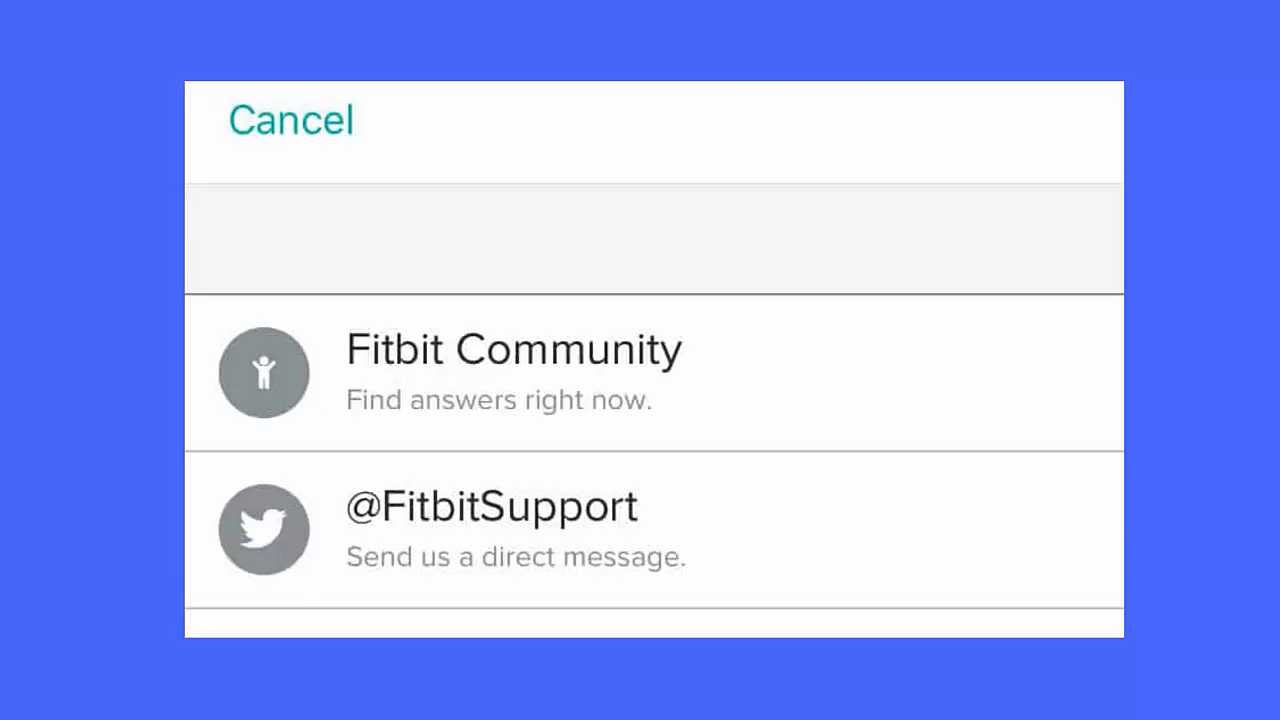 Cancel
Fitbit Community
Find answers right now.
@FitbitSupport
Send us a direct message.